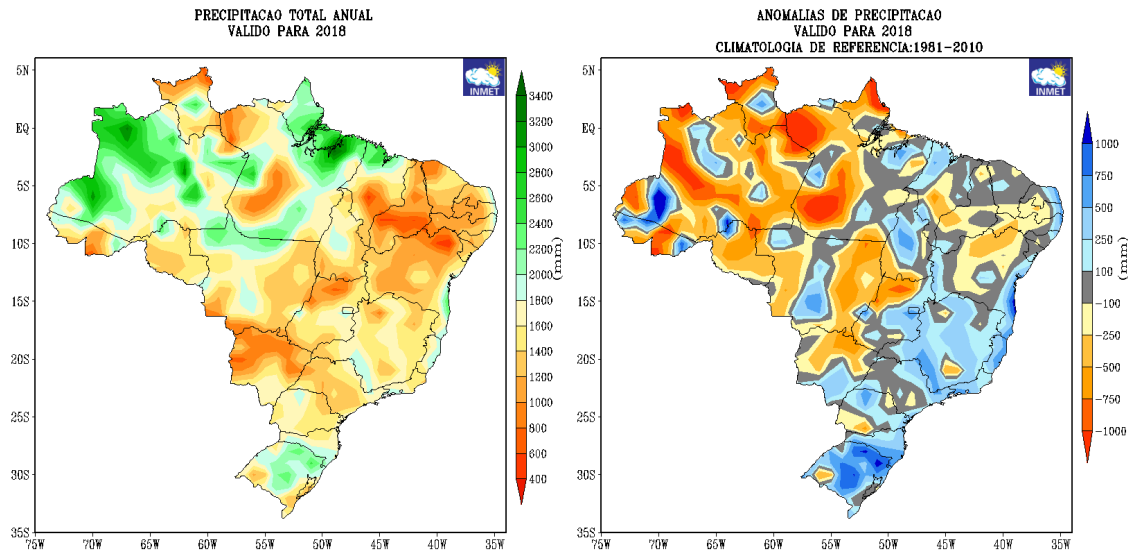 PRECIPITACAO TOTAL ANUAL
VALIDO PARA 2018
INMET
5N
EQ
5S
10S
15S
20S
25S
30S
35S
75W
70W
65W
60W
55W
50W
45W
40W
35W
3400
3200
3000
2800
2600
2400
2200
2000
1800
1600
1400
1200
1000
800
600
400
(mm)
ANOMALIAS DE PRECIPITACAO
VALIDO PARA 2018
CLIMATOLOGIA DE REFERENCIA:1981-2010
INMET
5N
EQ
5S
10S
15S
20S
25S
30S
35S
75W
70W
65W
60W
55W
50W
45W
40W
35W
1000
750
500
250
100
-100
-250
-500
-750
-1000
(mm)